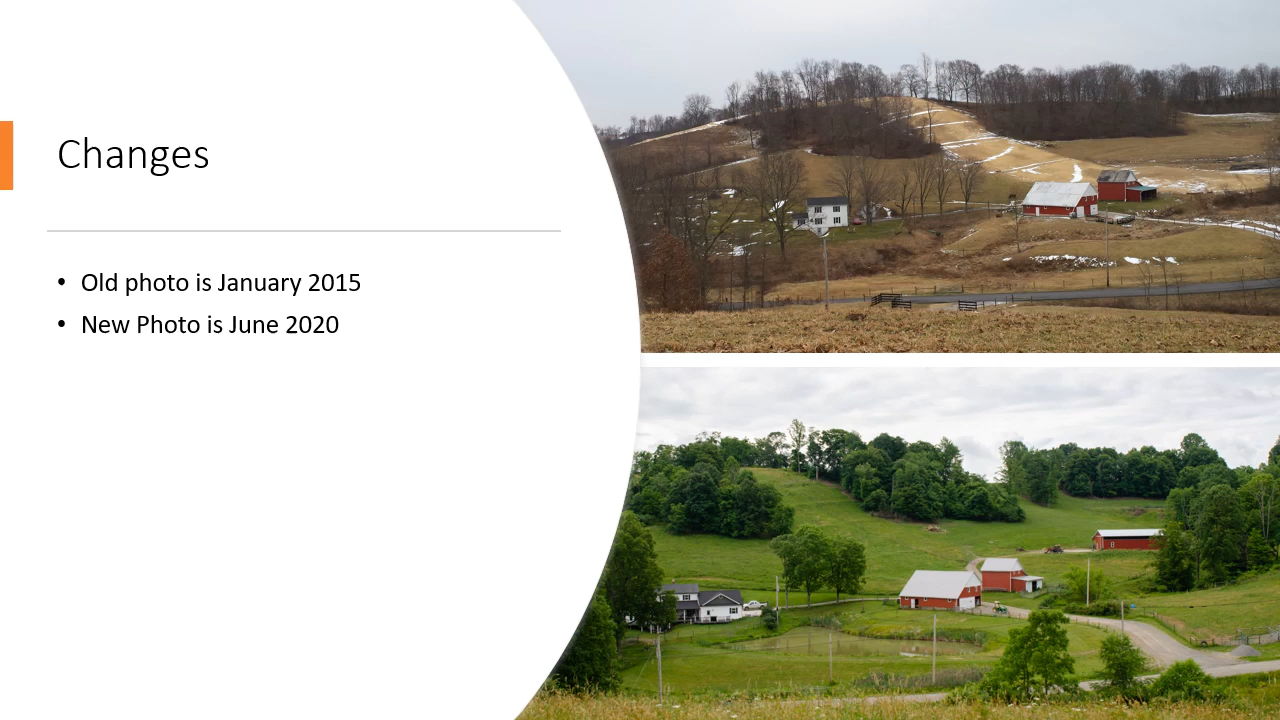 Changes
• Old photo is January 2015
• New Photo is June 2020